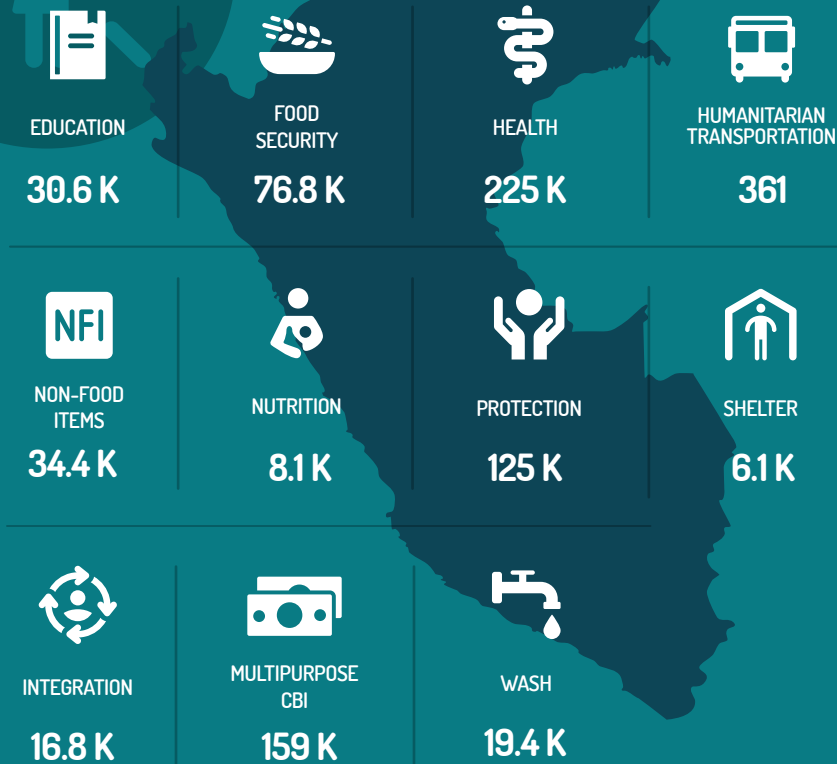 EDUCATION
30.6 K
FOOD
SECURITY
76.8 K
HEALTH
225 K
HUMANITARIAN
TRANSPORTATION
361
NFI
NON-FOOD
ITEMS
34.4 K
NUTRITION
8.1 K
PROTECTION
125 K
SHELTER
6.1 K
INTEGRATION
16.8 K
MULTIPURPOSE
CBI
159 K
WASH
19.4 K